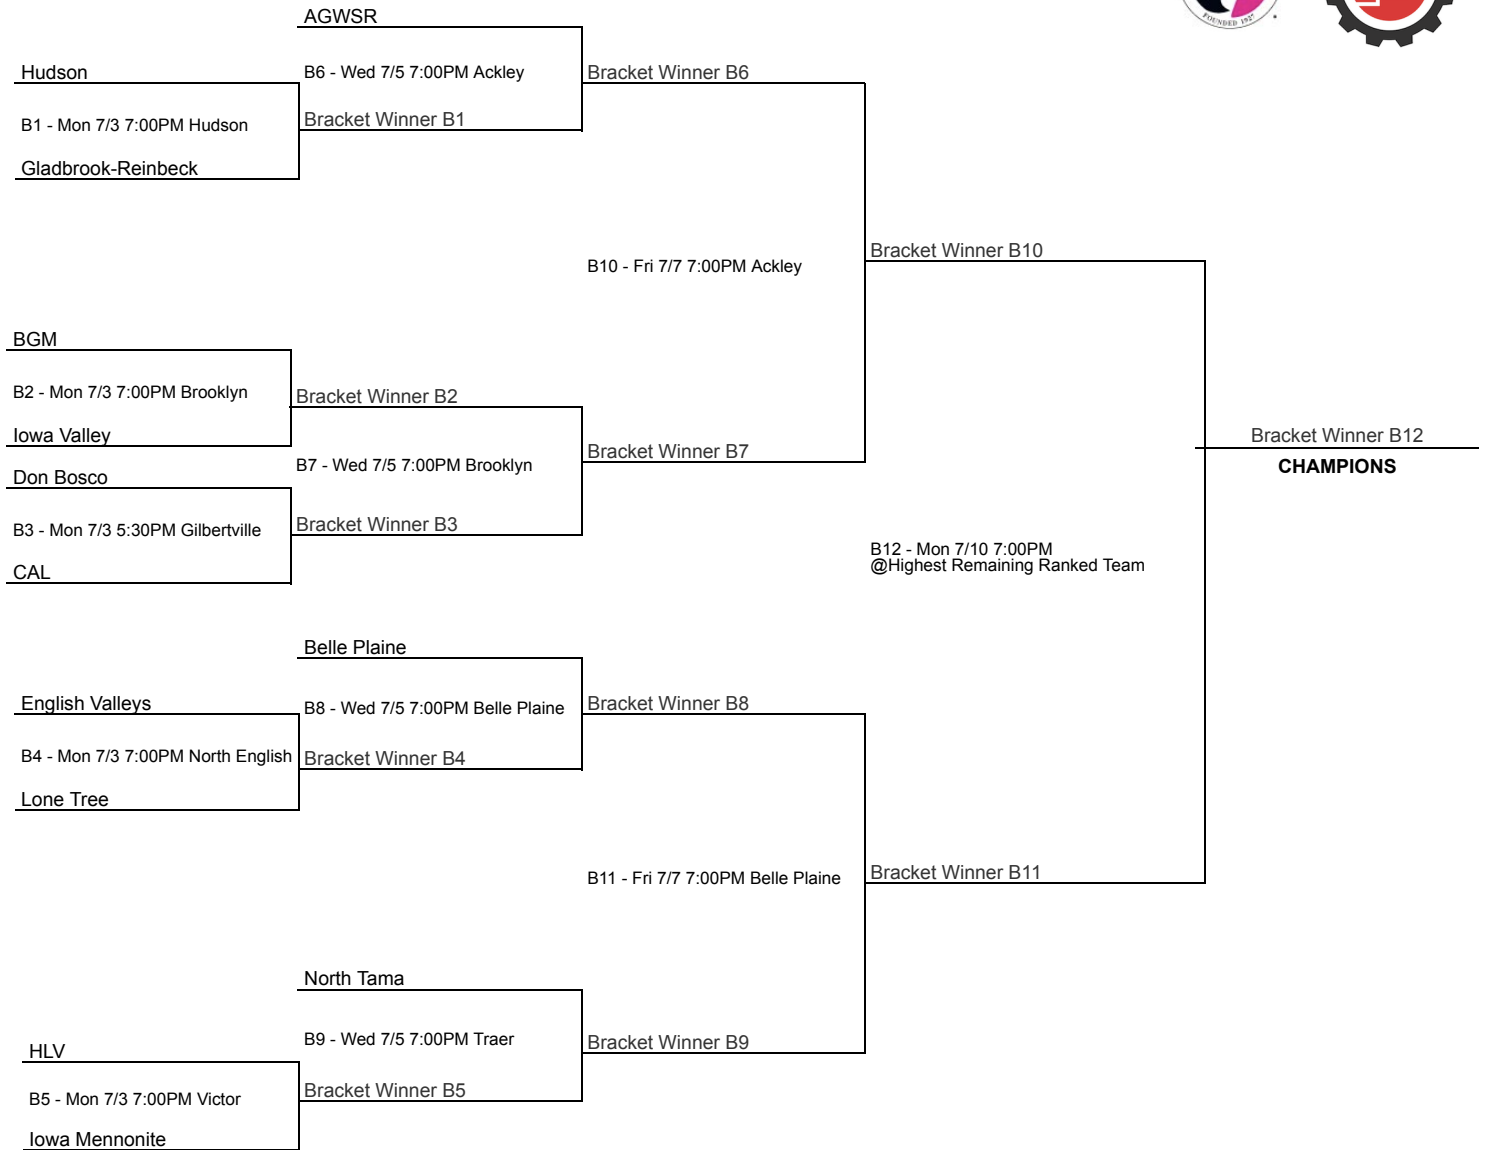 FOUNDED 1925
AGWSR
Hudson
B6 - Wed 7/5 7:00PM Ackley
Bracket Winner B6
B1 - Mon 7/3 7:00PM Hudson
Bracket Winner B1
Gladbrook-Reinbeck
B10 - Fri 7/7 7:00PM Ackley
Bracket Winner B10
BGM
B2 - Mon 7/3 7:00PM Brooklyn
Bracket Winner B2
Iowa Valley
B7 - Wed 7/5 7:00PM Brooklyn
Bracket Winner B7
Don Bosco
B3 - Mon 7/3 5:30PM Gilbertville
Bracket Winner B3
CAL
Bracket Winner B12
CHAMPIONS
B12 - Mon 7/10 7:00PM
@Highest Remaining Ranked Team
Belle Plaine
English Valleys
B8 - Wed 7/5 7:00PM Belle Plaine
Bracket Winner B8
B4 - Mon 7/3 7:00PM North English
Bracket Winner B4
Lone Tree
B11 - Fri 7/7 7:00PM Belle Plaine
Bracket Winner B11
North Tama
B9 - Wed 7/5 7:00PM Traer
Bracket Winner B9
HLV
B5 - Mon 7/3 7:00PM Victor
Bracket Winner B5
Iowa Mennonite